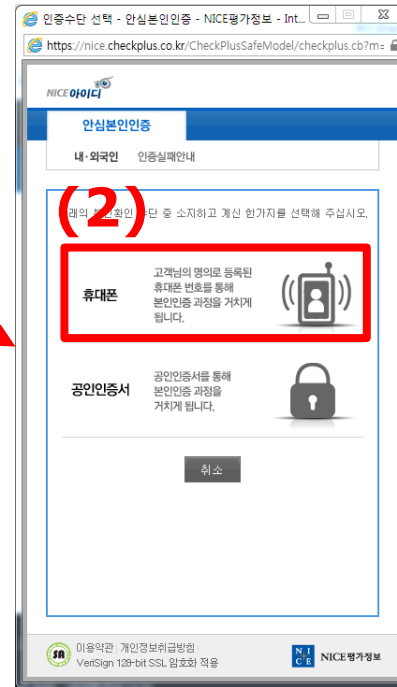 인증수단 선택 - 안심본인인증 - NICE평가정보 - Int...
https://nice.checkplus.co.kr/CheckPlusSafeModel/checkplus.cb?m=
NICE아이디
안심본인인증
내·외국인 인증실패안내
(2)
단 중 소지하고 계신 한가지를 선택해 주십시오.
휴대폰
고객님의 명의로 등록된
휴대폰 번호를 통해
본인인증 과정을 거치게
됩니다.
공인인증서
공인인증서를 통해
본인인증 과정을
거치게 됩니다.
취소
이용약관 | 개인정보취급방침 |
VeriSign 128-bit SSL 암호화 적용
NICE NICE평가정보